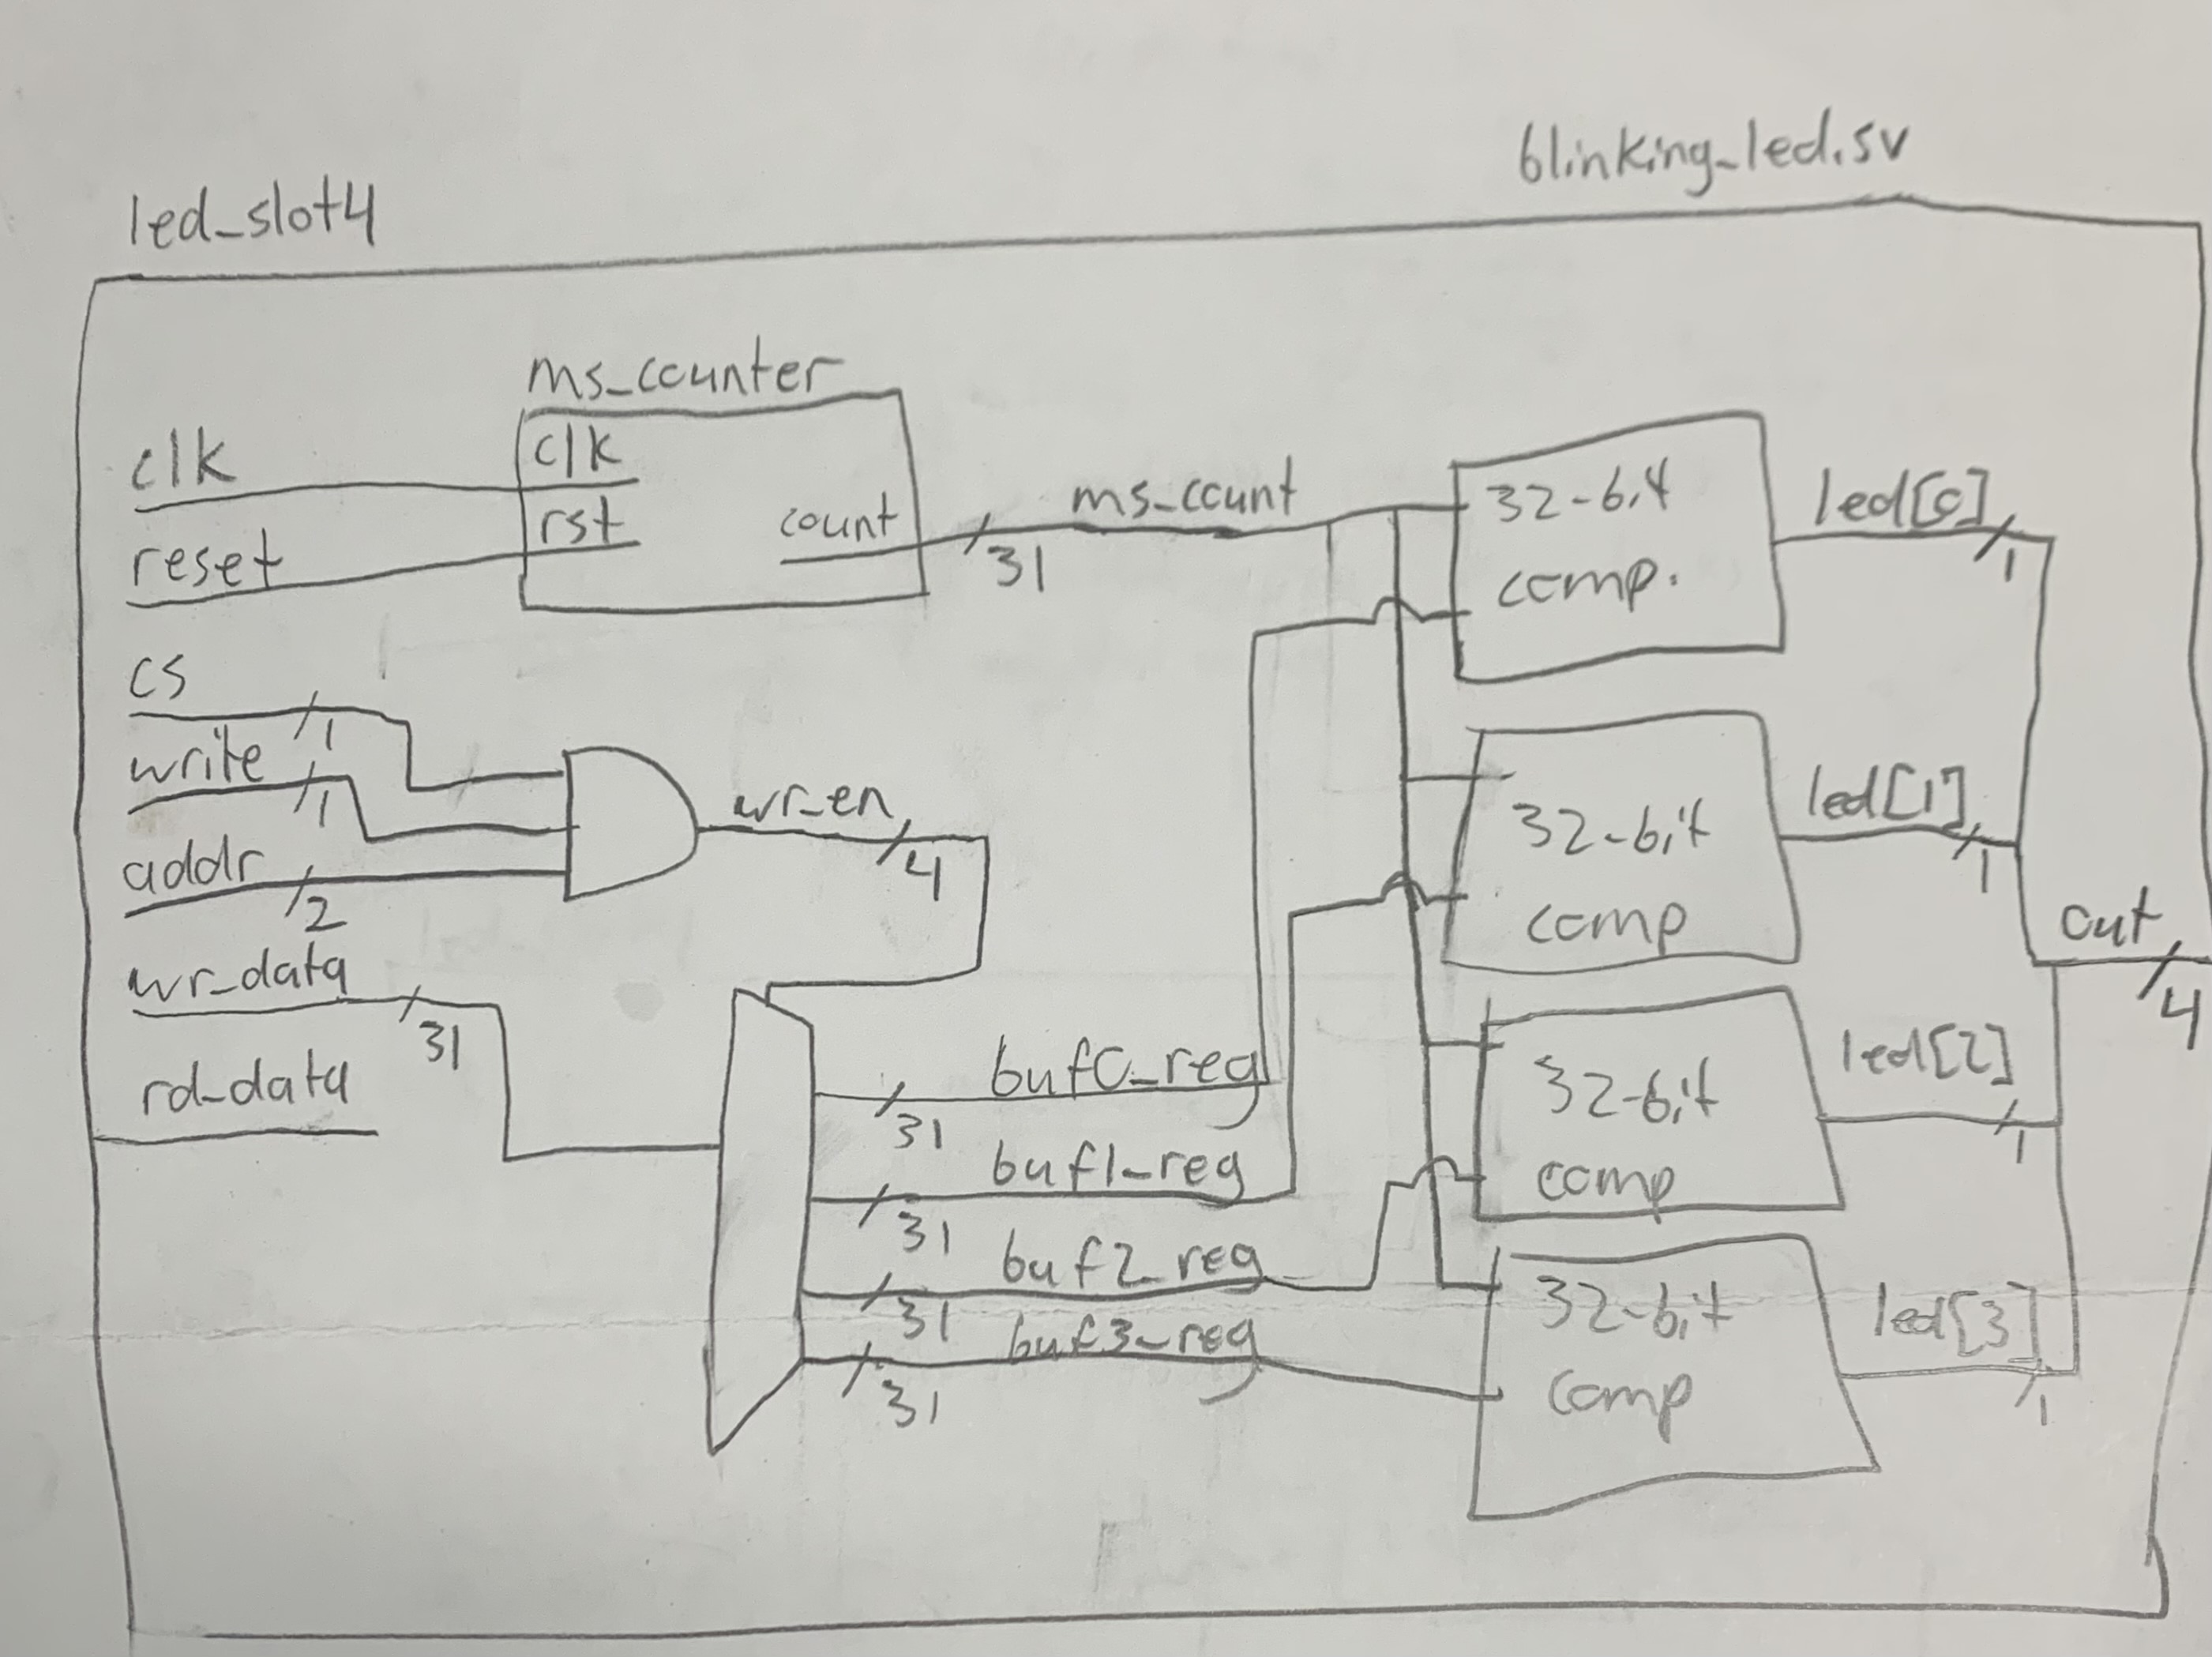 blinking_led.sv
led_slot4
ms_counter
clk
clk
reset
rst
count
31
ms_count
32-bit
comp.
led[0]
1
cs
1
write
1
addr
2
wr_en
4
32-bit
comp
led[1]
1
out
4
wr_data
31
rd_data
buf0_reg
31
buf1_reg
31
buf2_reg
31
buf3_reg
31
32-bit
comp
led[2]
1
32-bit
comp
led[3]
1